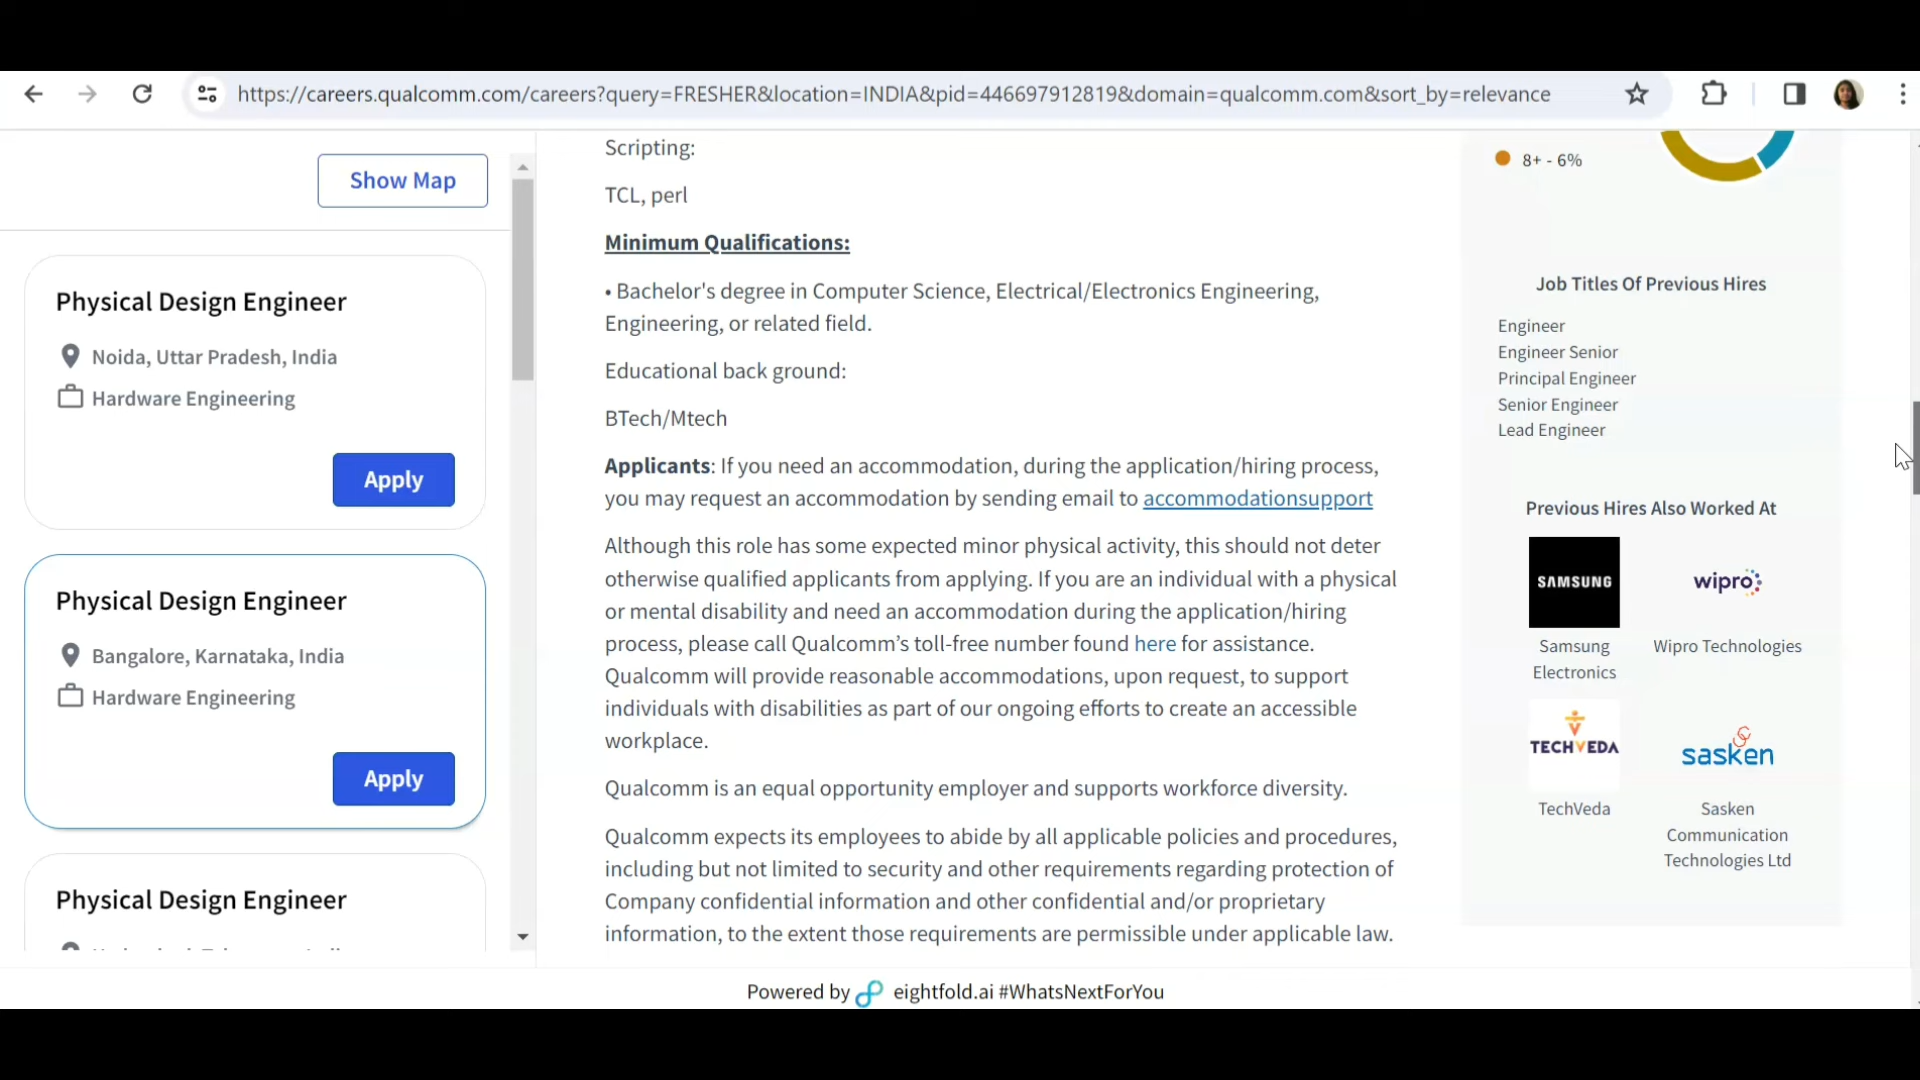 https://careers.qualcomm.com/careers?query=FRESHER&location=INDIA&pid=446697912819&domain=qualcomm.com&sort_by=relevance
Show Map
Physical Design Engineer
Noida, Uttar Pradesh, India
Hardware Engineering
Apply
Physical Design Engineer
Bangalore, Karnataka, India
Hardware Engineering
Apply
Physical Design Engineer
Scripting:
TCL, perl
Minimum Qualifications:
• Bachelor's degree in Computer Science, Electrical/Electronics Engineering,
Engineering, or related field.
Educational back ground:
BTech/Mtech
Applicants: If you need an accommodation, during the application/hiring process,
you may request an accommodation by sending email to accommodationsupport
Although this role has some expected minor physical activity, this should not deter
otherwise qualified applicants from applying. If you are an individual with a physical
or mental disability and need an accommodation during the application/hiring
process, please call Qualcomm’s toll-free number found here for assistance.
Qualcomm will provide reasonable accommodations, upon request, to support
individuals with disabilities as part of our ongoing efforts to create an accessible
workplace.
Qualcomm is an equal opportunity employer and supports workforce diversity.
Qualcomm expects its employees to abide by all applicable policies and procedures,
including but not limited to security and other requirements regarding protection of
Company confidential information and other confidential and/or proprietary
information, to the extent those requirements are permissible under applicable law.
8+ - 6%
Job Titles Of Previous Hires
Engineer
Engineer Senior
Principal Engineer
Senior Engineer
Lead Engineer
Previous Hires Also Worked At
SAMSUNG
wipro
Samsung
Electronics
Wipro Technologies
TECHVEDA
sasken
TechVeda
Sasken
Communication
Technologies Ltd
Powered by eightfold.ai #WhatsNextForYou